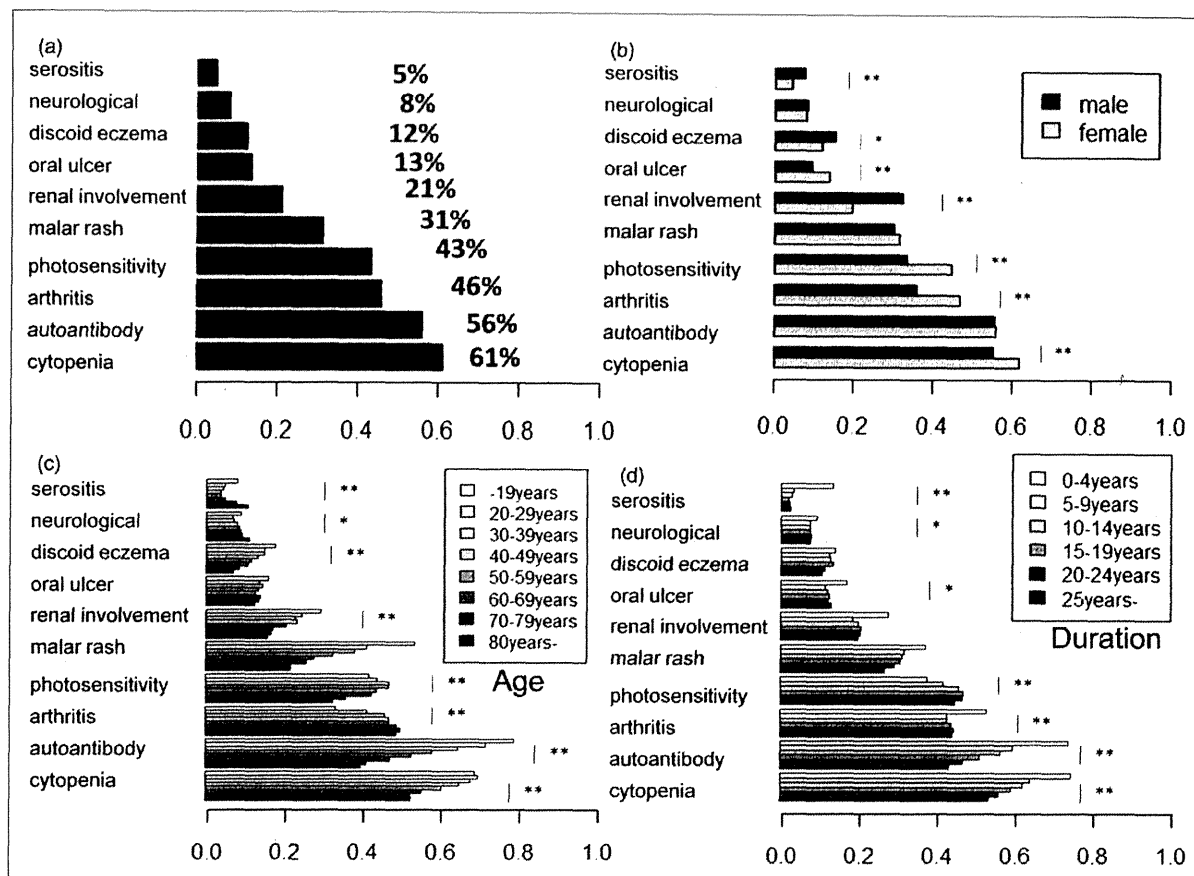 (a)
serositis 5%
neurological 8%
discoid eczema 12%
oral ulcer 13%
renal involvement 21%
malar rash 31%
photosensitivity 43%
arthritis 46%
autoantibody 56%
cytopenia 61%
0.0 0.2 0.4 0.6 0.8 1.0
(b)
male
female
serositis **
neurological
discoid eczema *
oral ulcer **
renal involvement **
malar rash
photosensitivity **
arthritis **
autoantibody
cytopenia **
0.0 0.2 0.4 0.6 0.8 1.0
(c)
serositis **
neurological *
discoid eczema **
oral ulcer
renal involvement **
malar rash
photosensitivity **
arthritis **
autoantibody **
cytopenia **
-19years
20-29years
30-39years
40-49years
50-59years
60-69years
70-79years
80years-
Age
0.0 0.2 0.4 0.6 0.8 1.0
(d)
serositis **
neurological *
discoid eczema
oral ulcer *
renal involvement
malar rash
photosensitivity **
arthritis **
autoantibody **
cytopenia **
0-4years
5-9years
10-14years
15-19years
20-24years
25years-
Duration
0.0 0.2 0.4 0.6 0.8 1.0